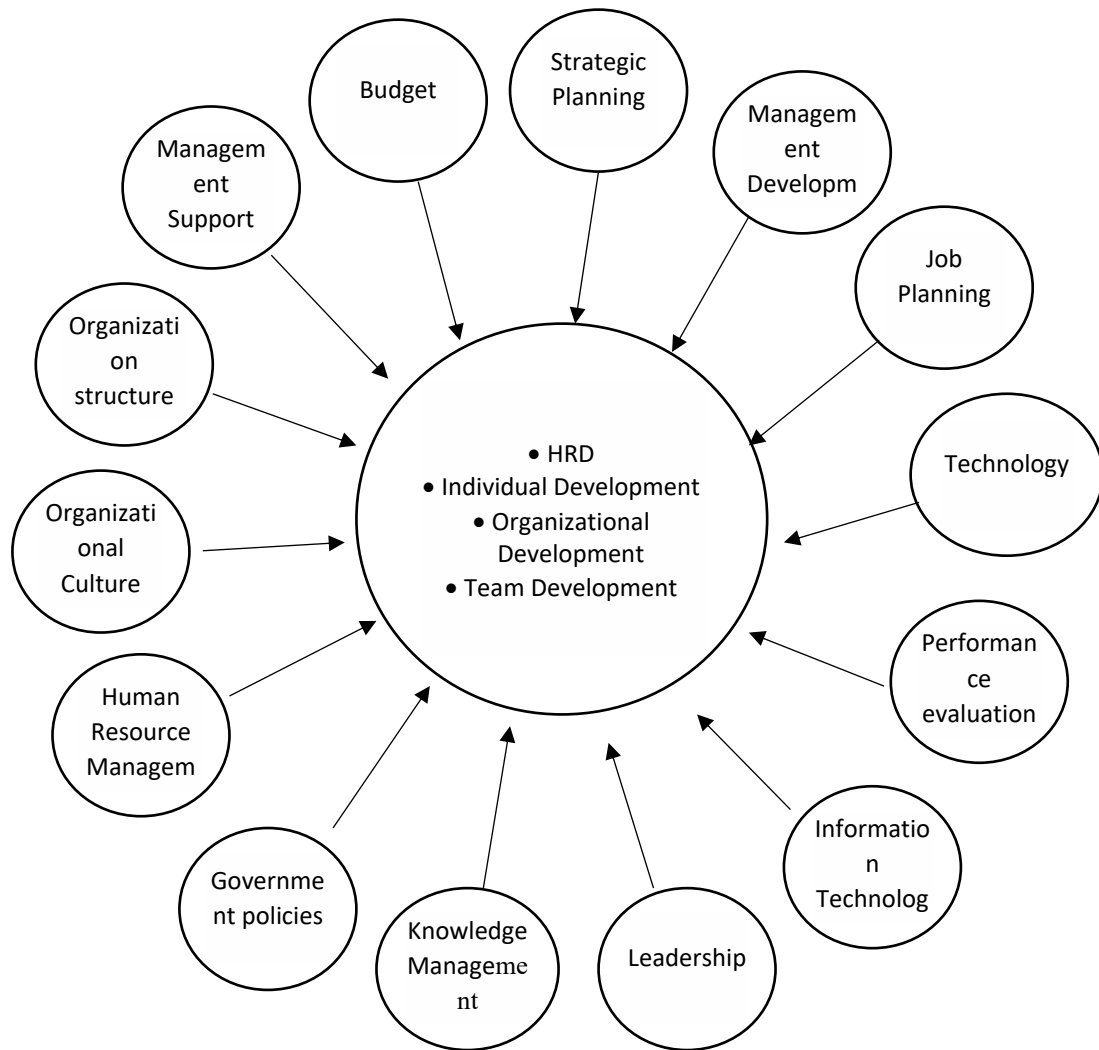 Budget
Strategic
Planning
Managem
ent
Developm
Managem
ent
Support
Job
Planning
Organizati
on
structure
Technology
• HRD
• Individual Development
• Organizational
Development
• Team Development
Organizati
onal
Culture
Performan
ce
evaluation
Human
Resource
Managem
Informatio
n
Technolog
Governme
nt policies
Knowledge
Manageme
nt
Leadership